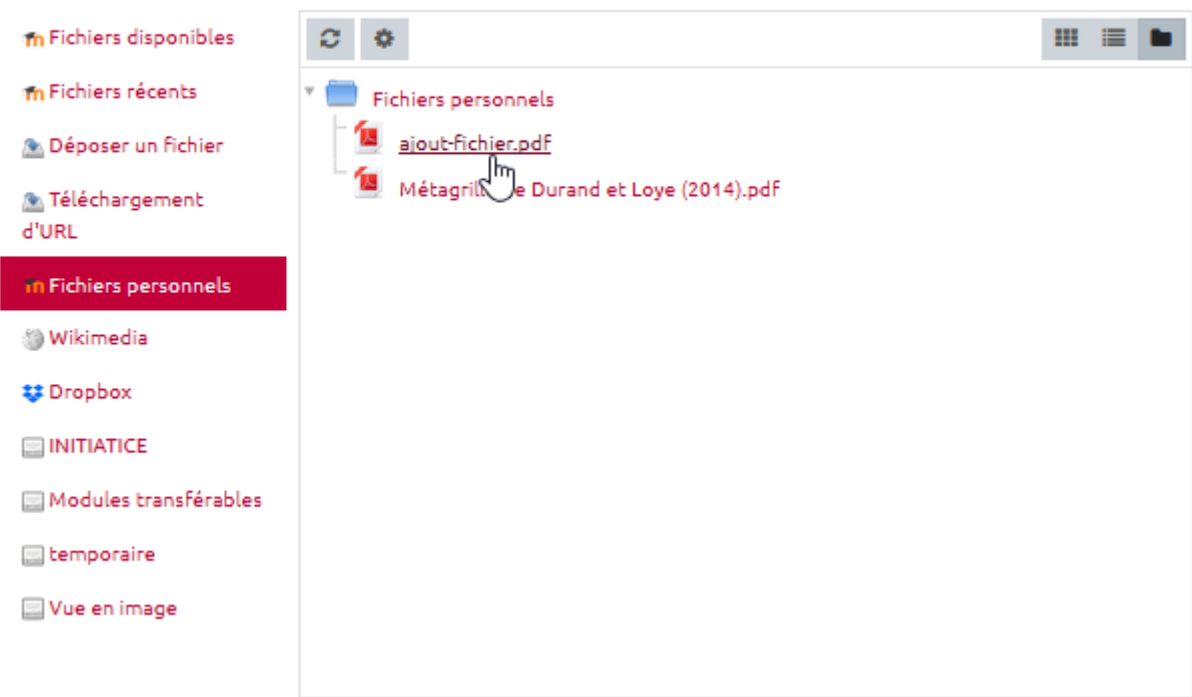 Fichiers disponibles
Fichiers récents
Déposer un fichier
Téléchargement
d'URL
Fichiers personnels
Wikimedia
Dropbox
INITIATICE
Modules transférables
temporaire
Vue en image
Fichiers personnels
ajout-fichier.pdf
Durand et Loye (2014).pdf